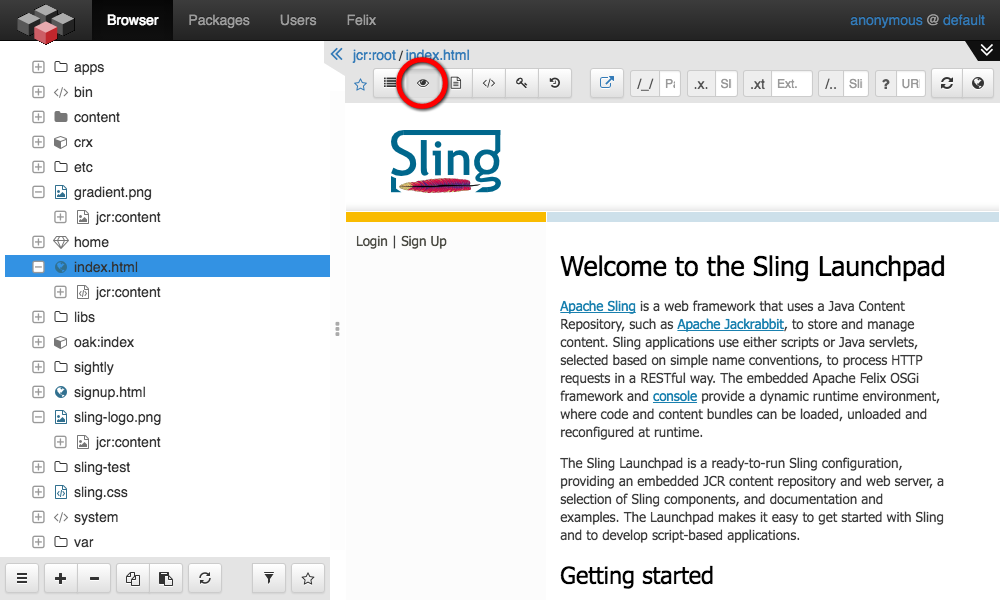 Browser Packages Users Felix anonymous @ default
jcr:root / index.html
/_/ Pa .x. Sl .xt Ext. /.. Sli ? URL
apps
bin
content
crx
etc
gradient.png
jcr:content
home
index.html
jcr:content
libs
oak:index
sightly
signup.html
sling-logo.png
jcr:content
sling-test
sling.css
system
var
Sling
Login | Sign Up
Welcome to the Sling Launchpad
Apache Sling is a web framework that uses a Java Content
Repository, such as Apache Jackrabbit, to store and manage
content. Sling applications use either scripts or Java servlets,
selected based on simple name conventions, to process HTTP
requests in a RESTful way. The embedded Apache Felix OSGi
framework and console provide a dynamic runtime environment,
where code and content bundles can be loaded, unloaded and
reconfigured at runtime.
The Sling Launchpad is a ready-to-run Sling configuration,
providing an embedded JCR content repository and web server, a
selection of Sling components, and documentation and
examples. The Launchpad makes it easy to get started with Sling
and to develop script-based applications.
Getting started